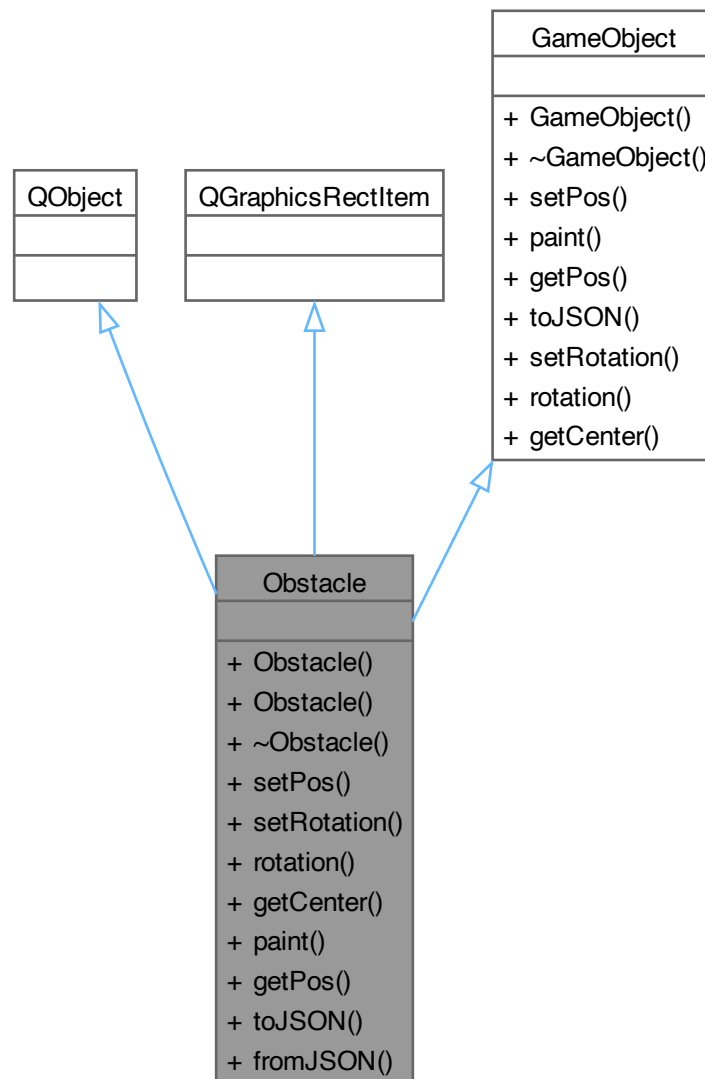 GameObject
+ GameObject()
+ ~GameObject()
+ setPos()
+ paint()
+ getPos()
+ toJSON()
+ setRotation()
+ rotation()
+ getCenter()
QObject
QGraphicsRectItem
Obstacle
+ Obstacle()
+ Obstacle()
+ ~Obstacle()
+ setPos()
+ setRotation()
+ rotation()
+ getCenter()
+ paint()
+ getPos()
+ toJSON()
+ fromJSON()